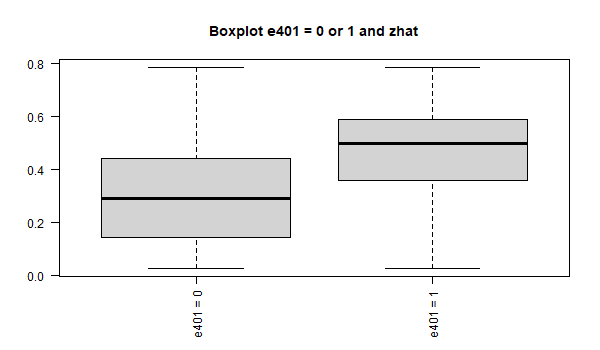 Boxplot e401 = 0 or 1 and zhat
0.8
0.6
0.4
0.2
0.0
e401 = 0
e401 = 1